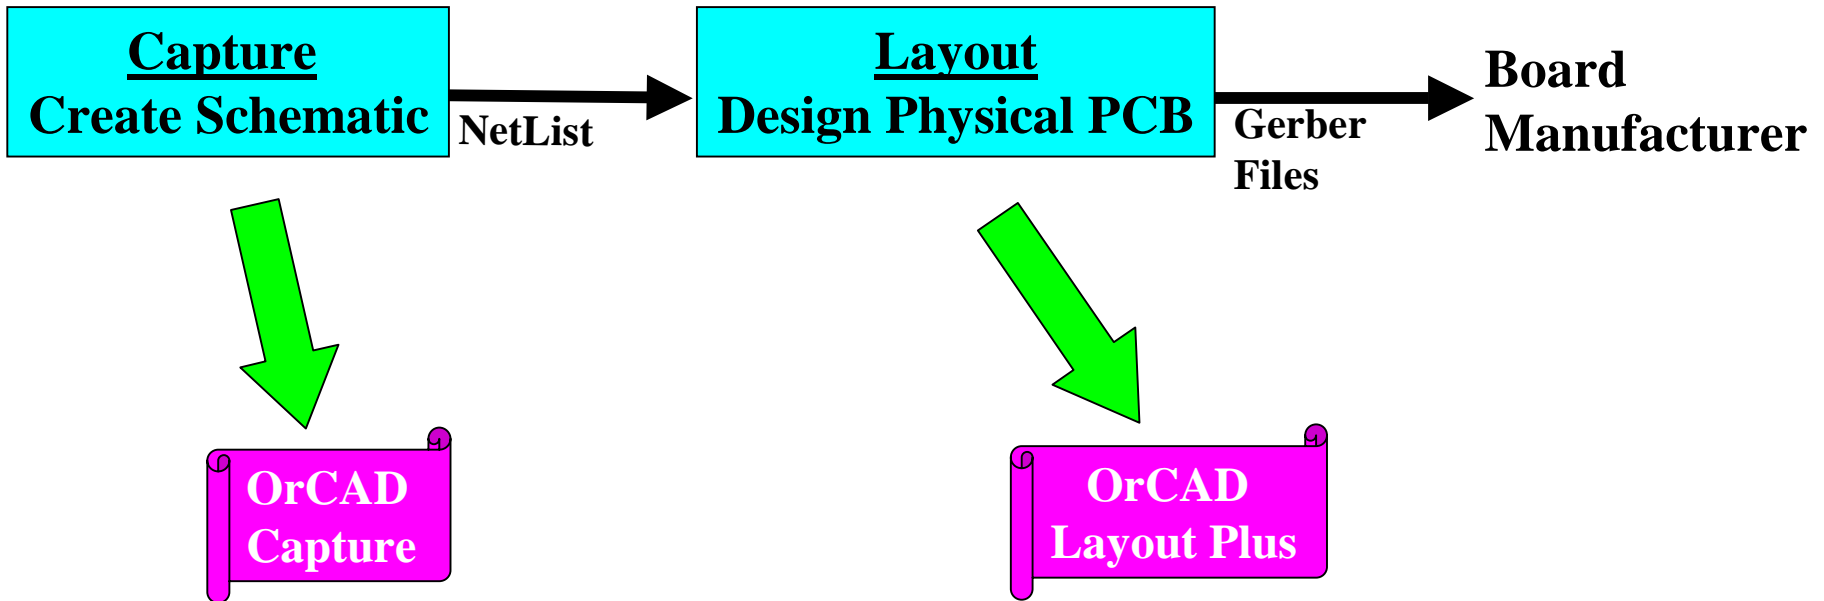 Capture
Create Schematic
NetList
Layout
Design Physical PCB
Gerber
Files
Board
Manufacturer
OrCAD
Capture
OrCAD
Layout Plus